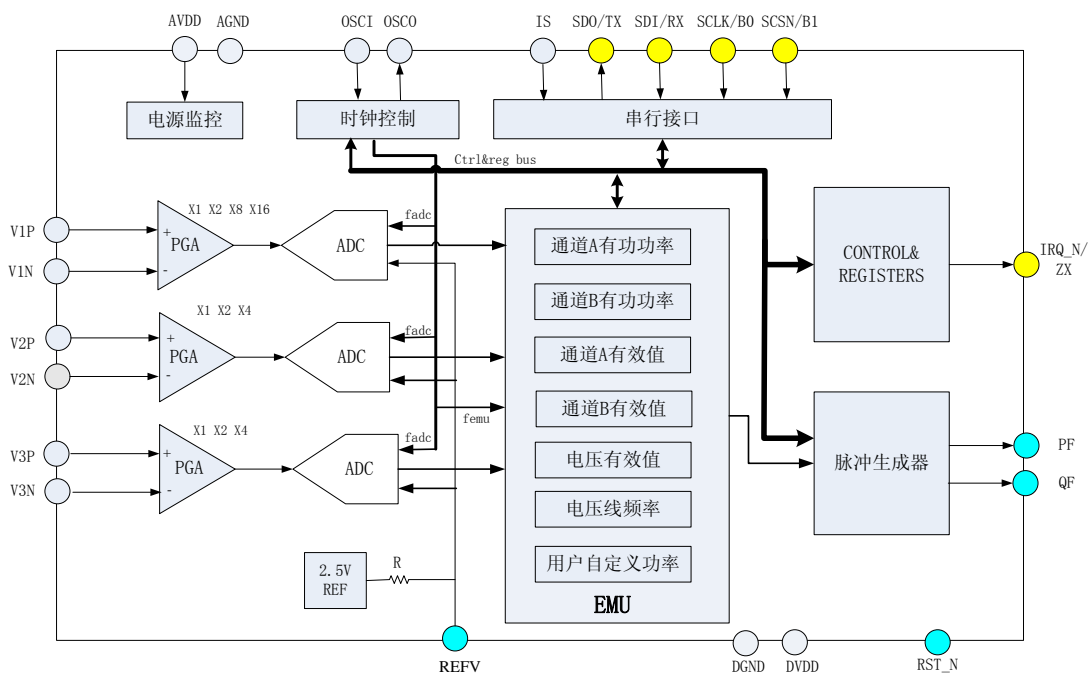 AVDD AGND OSCI OSCO IS SDO/TX SDI/RX SCLK/B0 SCSN/B1
电源监控
时钟控制
串行接口
Ctrl&reg bus
X1 X2 X8 X16
V1P
V1N
+
-
PGA
ADC
fadc
通道A有功功率
CONTROL&
REGISTERS
IRQ_N/
ZX
通道B有功功率
X1 X2 X4
V2P
V2N
+
-
PGA
ADC
fadc
通道A有效值
通道B有效值
femu
X1 X2 X4
V3P
V3N
+
-
PGA
ADC
fadc
电压有效值
脉冲生成器
PF
QF
电压线频率
用户自定义功率
EMU
2.5V
REF
R
REFV
DGND
DVDD
RST_N